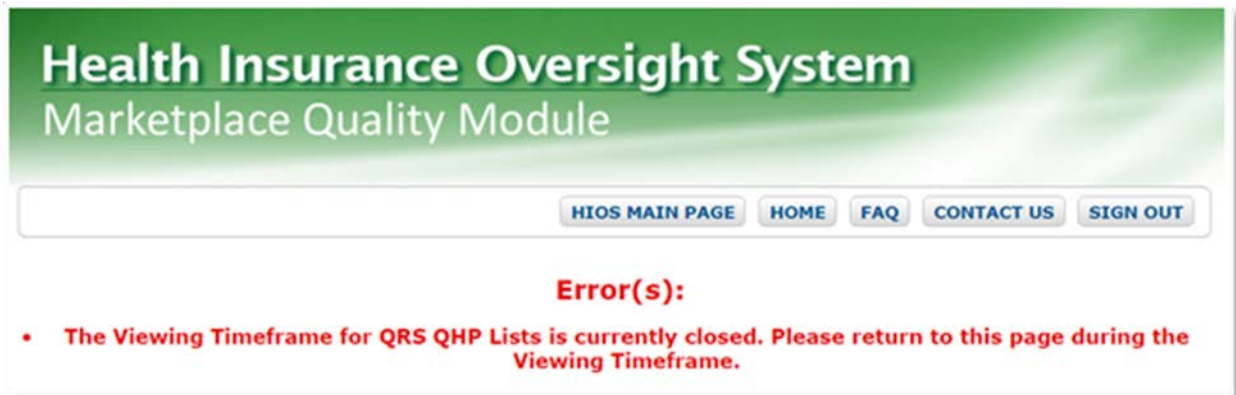 Health Insurance Oversight System
Marketplace Quality Module
HIOS MAIN PAGE HOME FAQ CONTACT US SIGN OUT
Error(s):
• The Viewing Timeframe for QRS QHP Lists is currently closed. Please return to this page during the
Viewing Timeframe.